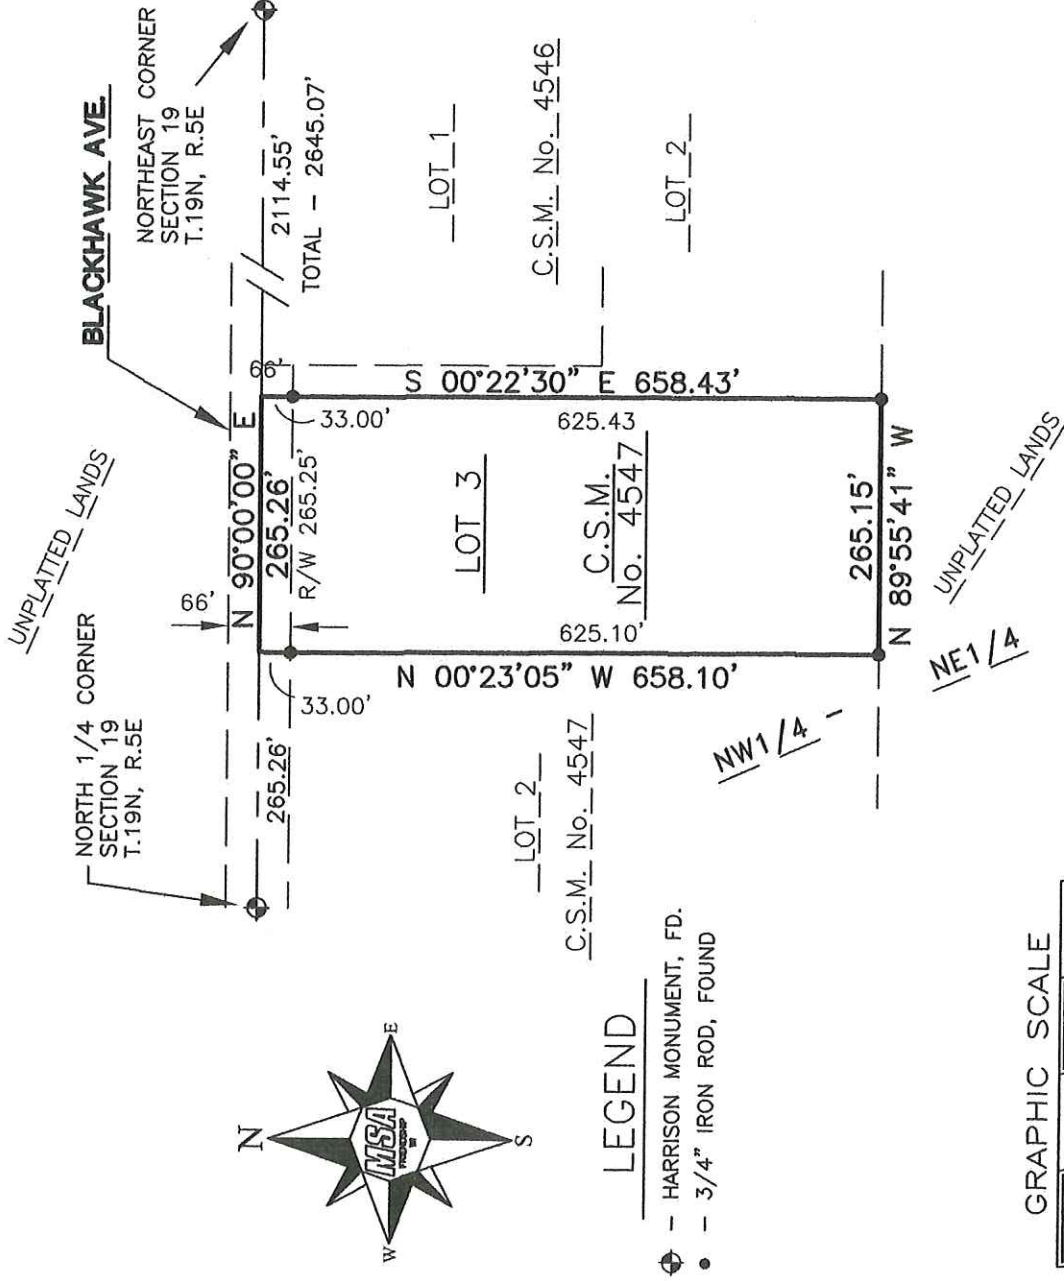 BLACKHAWK AVE.
NORTHEAST CORNER
SECTION 19
T.19N, R.5E
2114.55'
TOTAL - 2645.07'
UNPLATTED LANDS
NORTH 1/4 CORNER
SECTION 19
T.19N, R.5E
66'
N 90°00'00" E
265.26'
R/W 265.25'
66'
33.00'
33.00'
265.26'
S 00°22'30" E 658.43'
625.43
LOT 1
C.S.M. No. 4546
LOT 2
LOT 3
C.S.M.
No. 4547
625.10'
N 00°23'05" W 658.10'
265.15'
N 89°55'41" W
UNPLATTED LANDS
LOT 2
C.S.M. No. 4547
NW1/4 -
NE1/4
N
E
S
W
MSA
LEGEND
- HARRISON MONUMENT, FD.
- 3/4" IRON ROD, FOUND
GRAPHIC SCALE